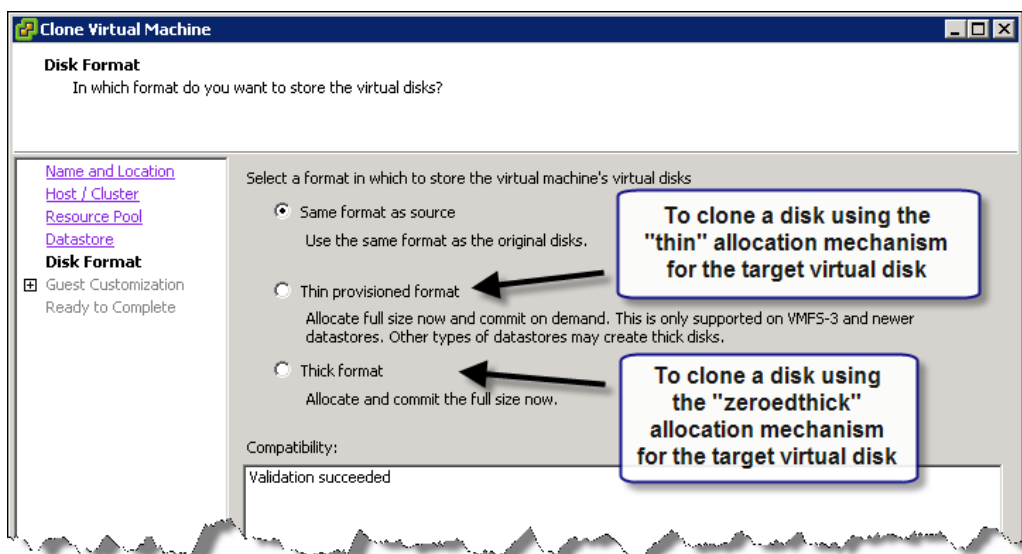 Clone Virtual Machine
Disk Format
In which format do you want to store the virtual disks?
Name and Location
Host / Cluster
Resource Pool
Datastore
Disk Format
Guest Customization
Ready to Complete
Select a format in which to store the virtual machine's virtual disks
Same format as source
Use the same format as the original disks.
To clone a disk using the
"thin" allocation mechanism
for the target virtual disk
Thin provisioned format
Allocate full size now and commit on demand. This is only supported on VMFS-3 and newer
datastores. Other types of datastores may create thick disks.
Thick format
Allocate and commit the full size now.
To clone a disk using
the "zeroedthick"
allocation mechanism
for the target virtual disk
Compatibility:
Validation succeeded